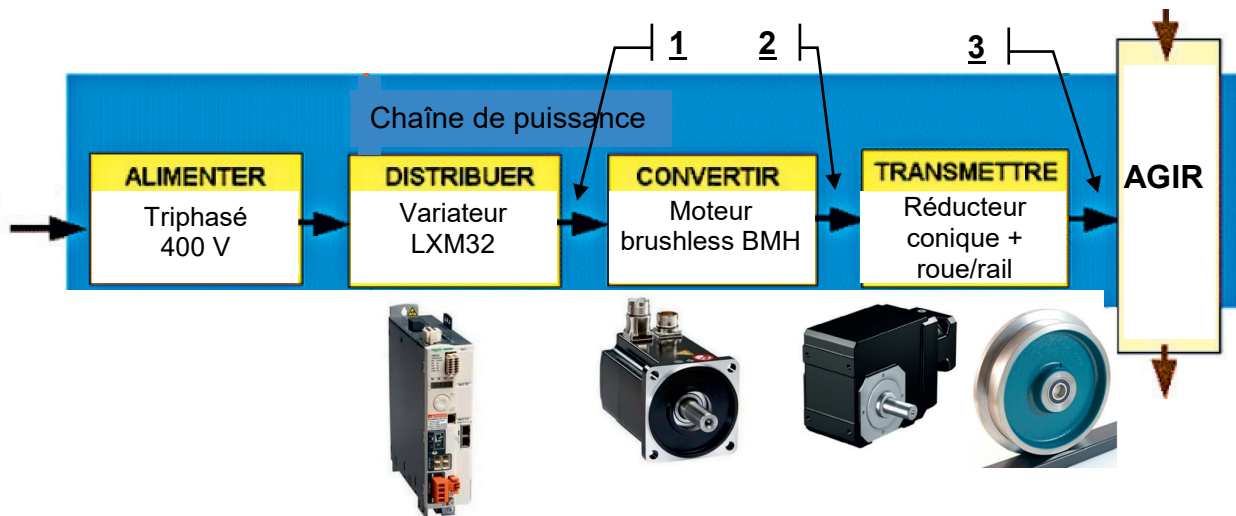 1
2
3
Chaîne de puissance
ALIMENTER
Triphasé
400 V
DISTRIBUER
Variateur
LXM32
CONVERTIR
Moteur
brushless BMH
TRANSMETTRE
Réducteur
conique +
roue/rail
AGIR